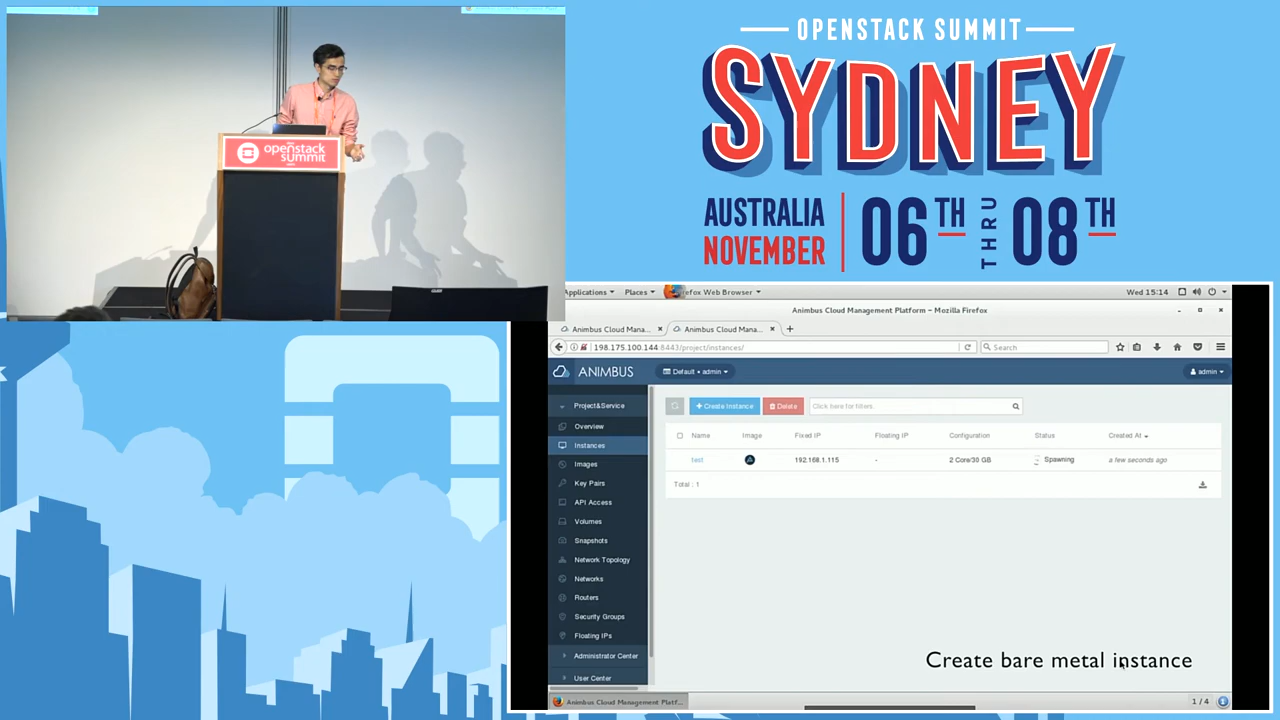 OPENSTACK SUMMIT
SYDNEY
AUSTRALIA
NOVEMBER
06TH
THRU
08TH
openstack
summit
Applications
Places
Firefox Web Browser
Wed 15:14
Animbus Cloud Management Platform - Mozilla Firefox
Animbus Cloud Mana...
Animbus Cloud Mana...
198.175.100.144:8443/project/instances/
Search
ANIMBUS
Default • admin
admin
Project&Service
Overview
Instances
Images
Key Pairs
API Access
Volumes
Snapshots
Network Topology
Networks
Routers
Security Groups
Floating IPs
Administrator Center
User Center
+ Create Instance
Delete
Click here for filters.
Name Image Fixed IP Floating IP Configuration Status Created At
test 192.168.1.115 - 2 Core/30 GB Spawning a few seconds ago
Total : 1
Create bare metal instance
Animbus Cloud Management Platf...
1 / 4